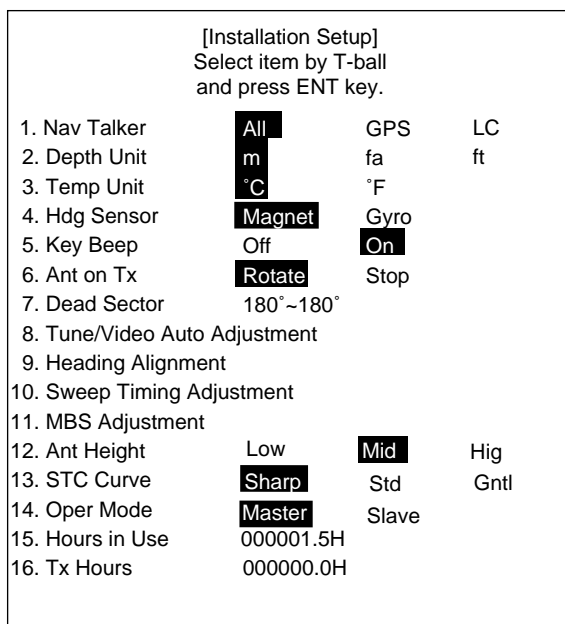 [Installation Setup]
Select item by T-ball
and press ENT key.
1. Nav Talker All GPS LC
2. Depth Unit m fa ft
3. Temp Unit ˚C ˚F
4. Hdg Sensor Magnet Gyro
5. Key Beep Off On
6. Ant on Tx Rotate Stop
7. Dead Sector 180˚~180˚
8. Tune/Video Auto Adjustment
9. Heading Alignment
10. Sweep Timing Adjustment
11. MBS Adjustment
12. Ant Height Low Mid Hig
13. STC Curve Sharp Std Gntl
14. Oper Mode Master Slave
15. Hours in Use 000001.5H
16. Tx Hours 000000.0H